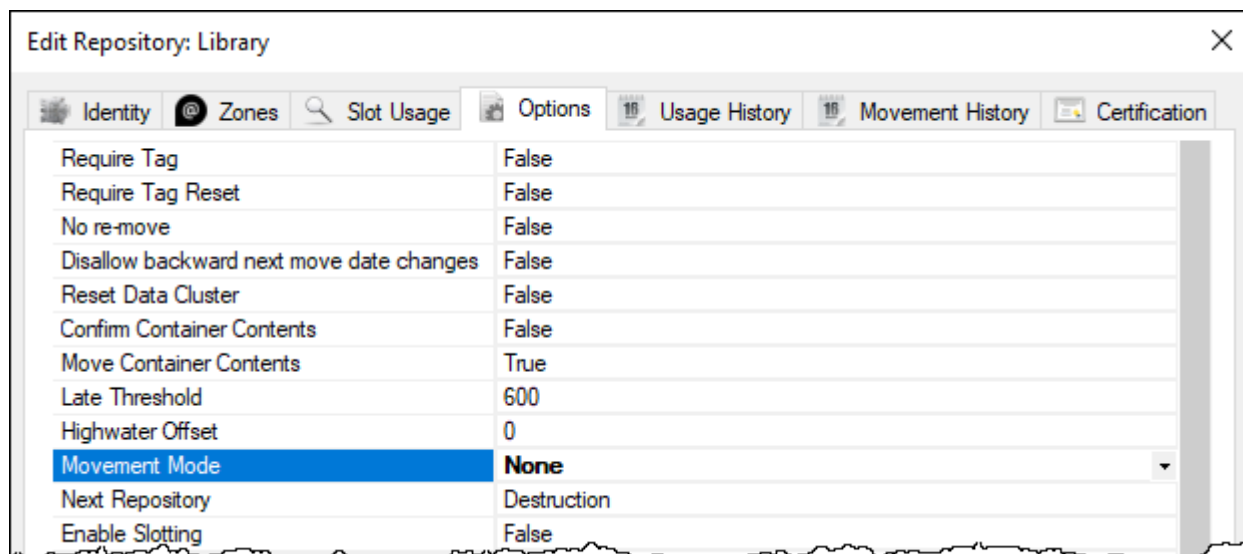 Edit Repository: Library
Identity Zones Slot Usage Options Usage History Movement History Certification
Require Tag False
Require Tag Reset False
No re-move False
Disallow backward next move date changes False
Reset Data Cluster False
Confirm Container Contents False
Move Container Contents True
Late Threshold 600
Highwater Offset 0
Movement Mode None
Next Repository Destruction
Enable Slotting False